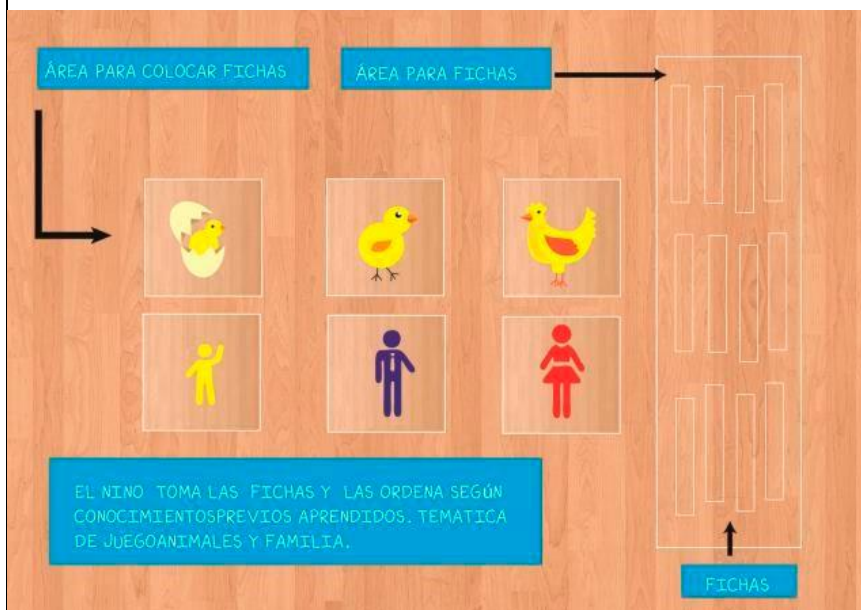 ÁREA PARA COLOCAR FICHAS
ÁREA PARA FICHAS
EL NINO TOMA LAS FICHAS Y LAS ORDENA SEGÚN
CONOCIMIENTOSPREVIOS APRENDIDOS. TEMATICA
DE JUEGOANIMALES Y FAMILIA.
FICHAS